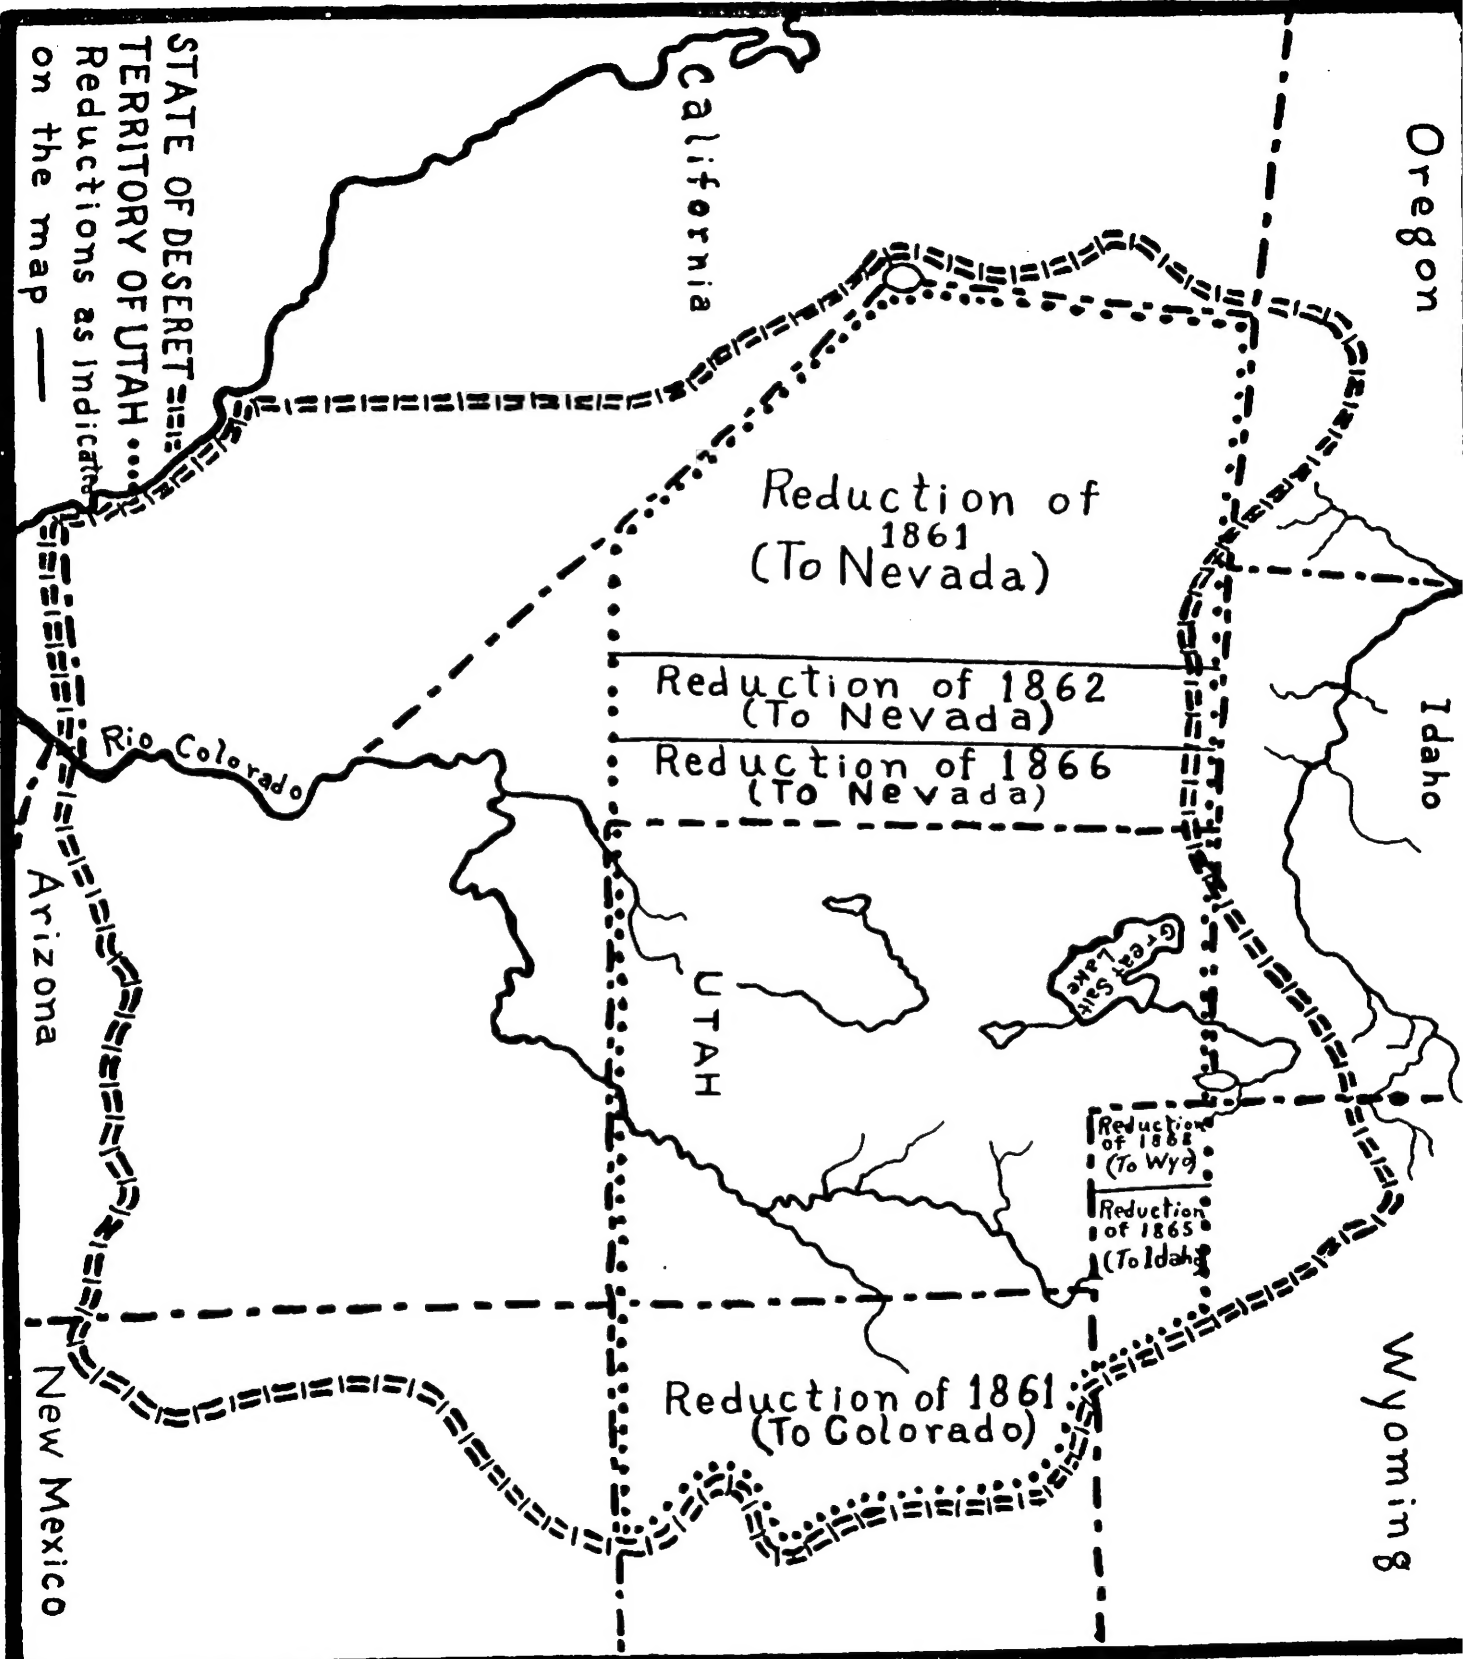 Oregon
Idaho
Wyoming
California
Reduction of
1861
(To Nevada)
Reduction of 1862
(To Nevada)
Reduction of 1866
(To Nevada)
Great Salt
Lake
UTAH
Reduction
of 1868
(To Wyo)
Reduction
of 1865
(To Idaho
Reduction of 1861
(To Colorado)
Rio Colorado
Arizona
New Mexico
STATE OF DESERET
TERRITORY OF UTAH
Reductions as indicated
on the map